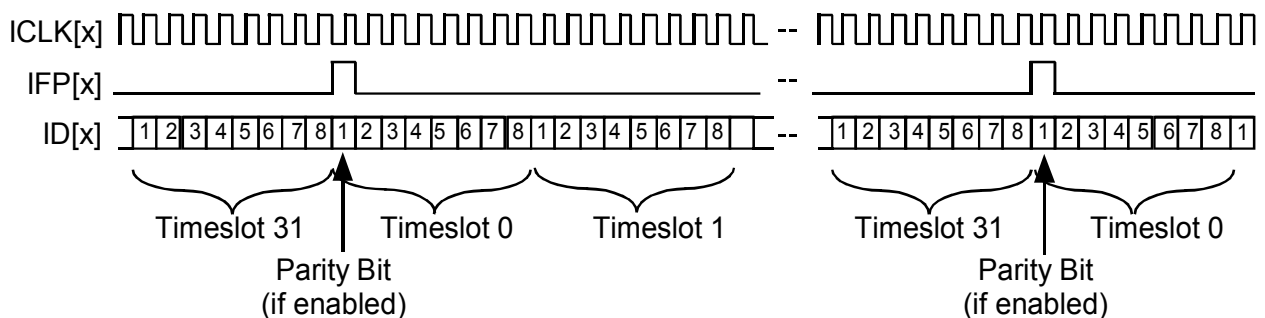 ICLK[x] -- 
IFP[x] --
ID[x] 1 2 3 4 5 6 7 8 1 2 3 4 5 6 7 8 1 2 3 4 5 6 7 8 -- 1 2 3 4 5 6 7 8 1 2 3 4 5 6 7 8 1
Timeslot 31 Timeslot 0 Timeslot 1 Timeslot 31 Timeslot 0
Parity Bit Parity Bit
(if enabled) (if enabled)